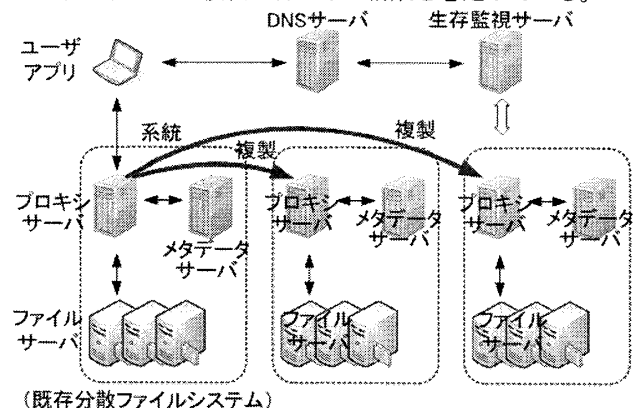 DNSサーバ
生存監視サーバ
ユーザ
アプリ
系統
複製
複製
プロキシ
サーバ
メタデータ
サーバ
プロキシ
サーバ
メタデータ
サーバ
プロキシ
サーバ
メタデータ
サーバ
ファイル
サーバ
ファイル
サーバ
ファイル
サーバ
(既存分散ファイルシステム)